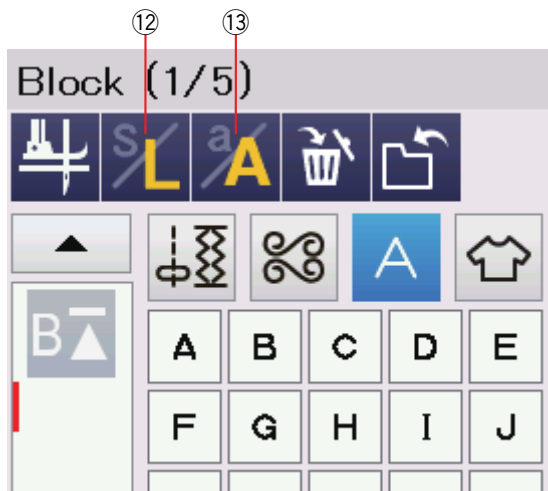 ⑫ ⑬
Block (1/5)
S/L a/A
A
B
A B C D E
F G H I J